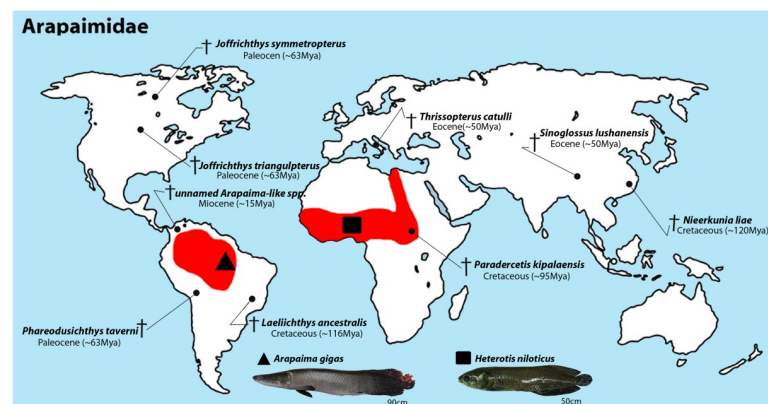 Arapaimidae
† Joffrichthys symmetropterus
Paleocen (~63Mya)
† Thrissopterus catulli
Eocene(~50Mya)
† Sinoglossus lushanensis
Eocene (~50Mya)
† Joffrichthys triangulpterus
Paleocene (~63Mya)
† unnamed Arapaima-like spp.
Miocene (~15Mya)
† Nieerkunia liae
Cretaceous (~120Mya)
† Paradercetis kipalaensis
Cretaceous (~95Mya)
Phareodusichthys taverni †
Paleocene (~63Mya)
† Laeliichthys ancestralis
Cretaceous (~116Mya)
Arapaima gigas
Heterotis niloticus
90cm
50cm